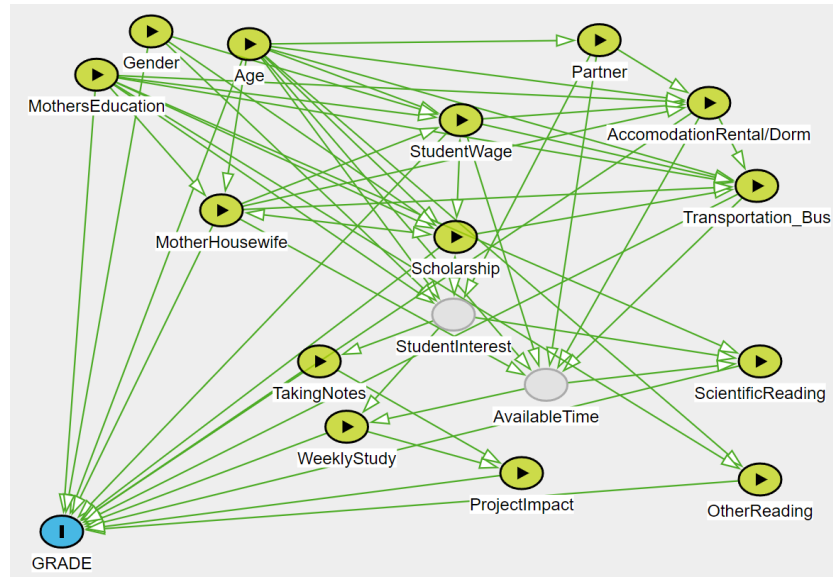 Gender
Age
Partner
MothersEducation
AccomodationRental/Dorm
StudentWage
Transportation_Bus
MotherHousewife
Scholarship
StudentInterest
TakingNotes
ScientificReading
AvailableTime
WeeklyStudy
ProjectImpact
OtherReading
GRADE